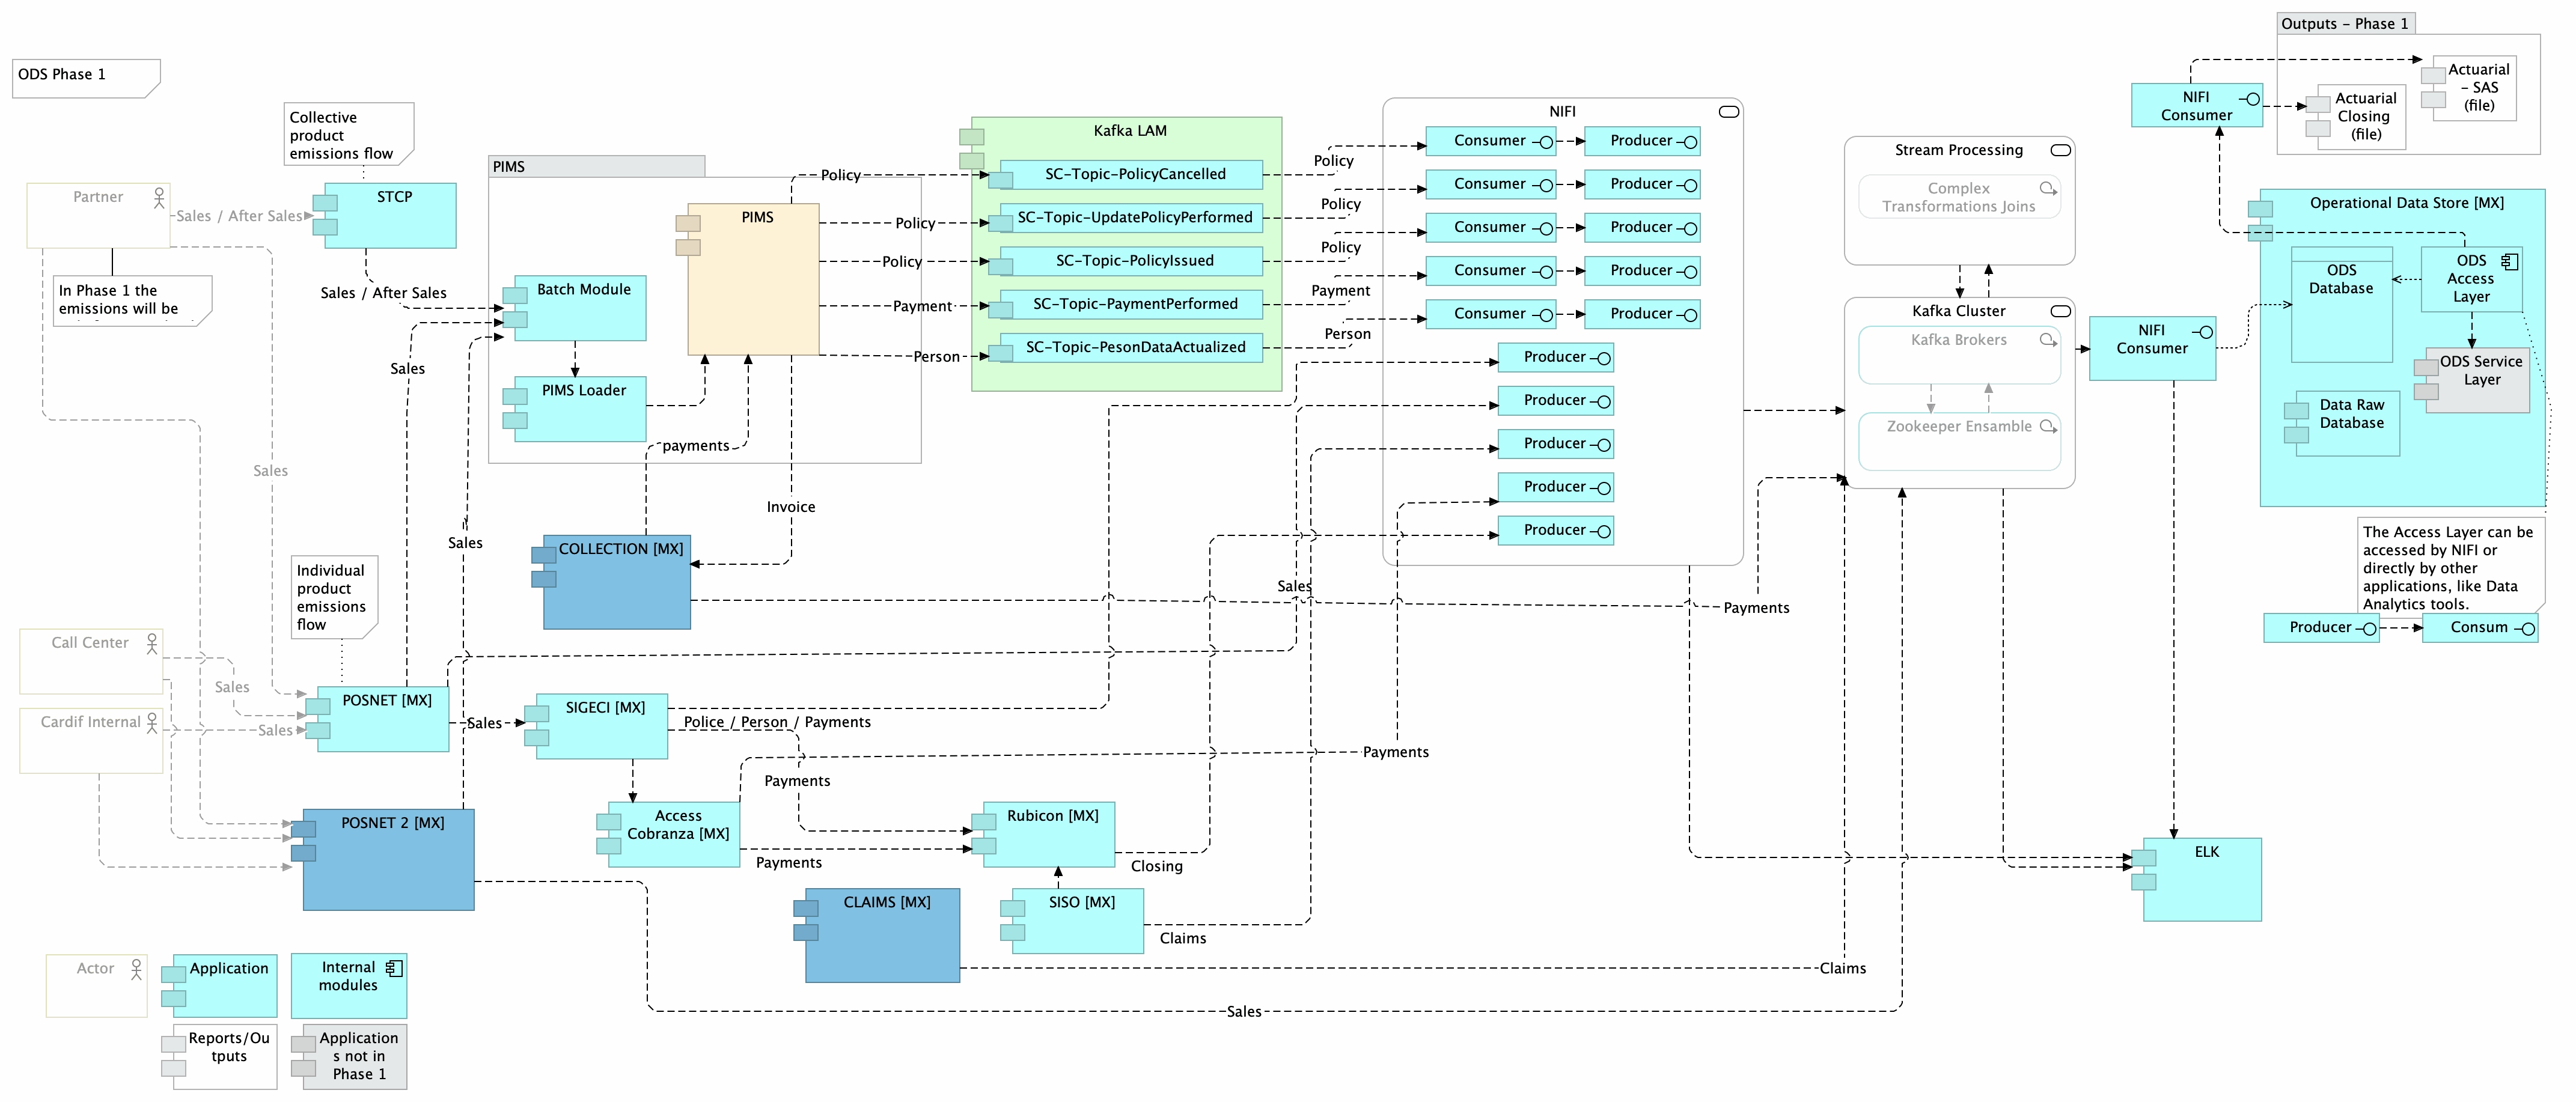 Outputs – Phase 1
ODS Phase 1
Actuarial
– SAS
(file)
NIFI
Consumer
Actuarial
Closing
(file)
Collective
product
emissions flow
NIFI
Kafka LAM
Consumer
Producer
Stream Processing
PIMS
Policy
Policy
SC-Topic-PolicyCancelled
Consumer
Producer
Complex
Transformations Joins
Partner
STCP
Sales / After Sales
PIMS
Policy
SC-Topic-UpdatePolicyPerformed
Policy
Consumer
Producer
Operational Data Store [MX]
Policy
SC-Topic-PolicyIssued
Policy
Consumer
Producer
ODS
Database
ODS
Access
Layer
In Phase 1 the
emissions will be
Sales / After Sales
Batch Module
Payment
SC-Topic-PaymentPerformed
Payment
Consumer
Producer
Kafka Cluster
Kafka Brokers
NIFI
Consumer
Person
SC-Topic-PesonDataActualized
Person
Producer
ODS Service
Layer
Sales
PIMS Loader
Producer
Zookeeper Ensamble
Data Raw
Database
payments
Producer
Sales
Producer
Invoice
Producer
Sales
COLLECTION [MX]
The Access Layer can be
accessed by NIFI or
directly by other
applications, like Data
Analytics tools.
Individual
product
emissions
flow
Sales
Payments
Producer
Consum
Call Center
Sales
POSNET [MX]
Cardif Internal
Sales
Sales
SIGECI [MX]
Police / Person / Payments
Payments
Payments
Access
Cobranza [MX]
Rubicon [MX]
POSNET 2 [MX]
Payments
Closing
ELK
CLAIMS [MX]
SISO [MX]
Claims
Claims
Sales
Actor
Application
Internal
modules
Reports/Ou
tputs
Application
s not in
Phase 1